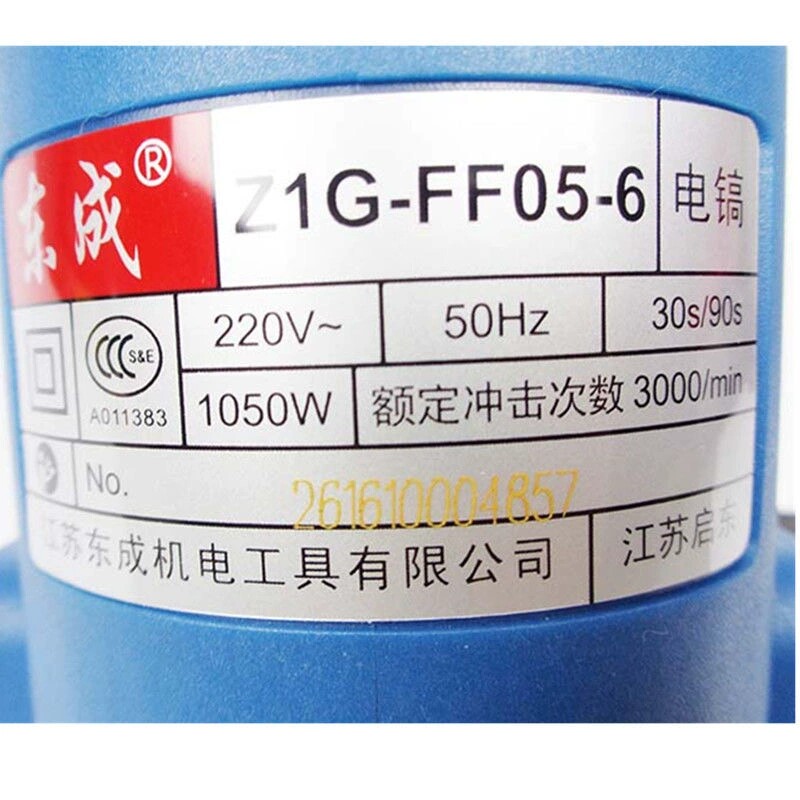 东成®
Z1G-FF05-6
电镐
220V~
50Hz
30s/90s
CCC S&E
A011383
1050W
额定冲击次数 3000/min
No.
261610004857
江苏东成机电工具有限公司
江苏启东